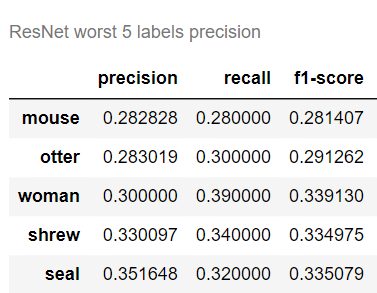 ResNet worst 5 labels precision
precision recall f1-score
mouse 0.282828 0.280000 0.281407
otter 0.283019 0.300000 0.291262
woman 0.300000 0.390000 0.339130
shrew 0.330097 0.340000 0.334975
seal 0.351648 0.320000 0.335079